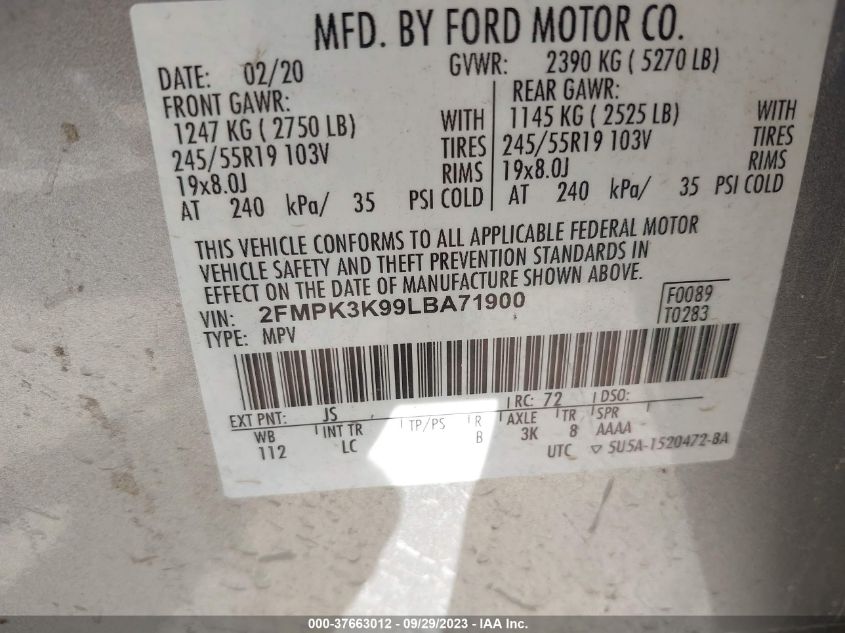 MFD. BY FORD MOTOR CO.
DATE: 02/20 GVWR: 2390 KG ( 5270 LB)
FRONT GAWR: REAR GAWR:
1247 KG ( 2750 LB) WITH 1145 KG ( 2525 LB) WITH
245/55R19 103V TIRES 245/55R19 103V TIRES
19x8.0J RIMS 19x8.0J RIMS
AT 240 kPa/ 35 PSI COLD AT 240 kPa/ 35 PSI COLD
THIS VEHICLE CONFORMS TO ALL APPLICABLE FEDERAL MOTOR
VEHICLE SAFETY AND THEFT PREVENTION STANDARDS IN
EFFECT ON THE DATE OF MANUFACTURE SHOWN ABOVE.
VIN: 2FMPK3K99LBA71900 F0089
TYPE: MPV T0283
EXT PNT: JS RC: 72 DSO:
WB INT TR TP/PS R AXLE TR SPR
112 LC B 3K 8 AAAA
UTC ▽ 5U5A-1520472-BA
000-37663012 - 09/29/2023 - IAA Inc.